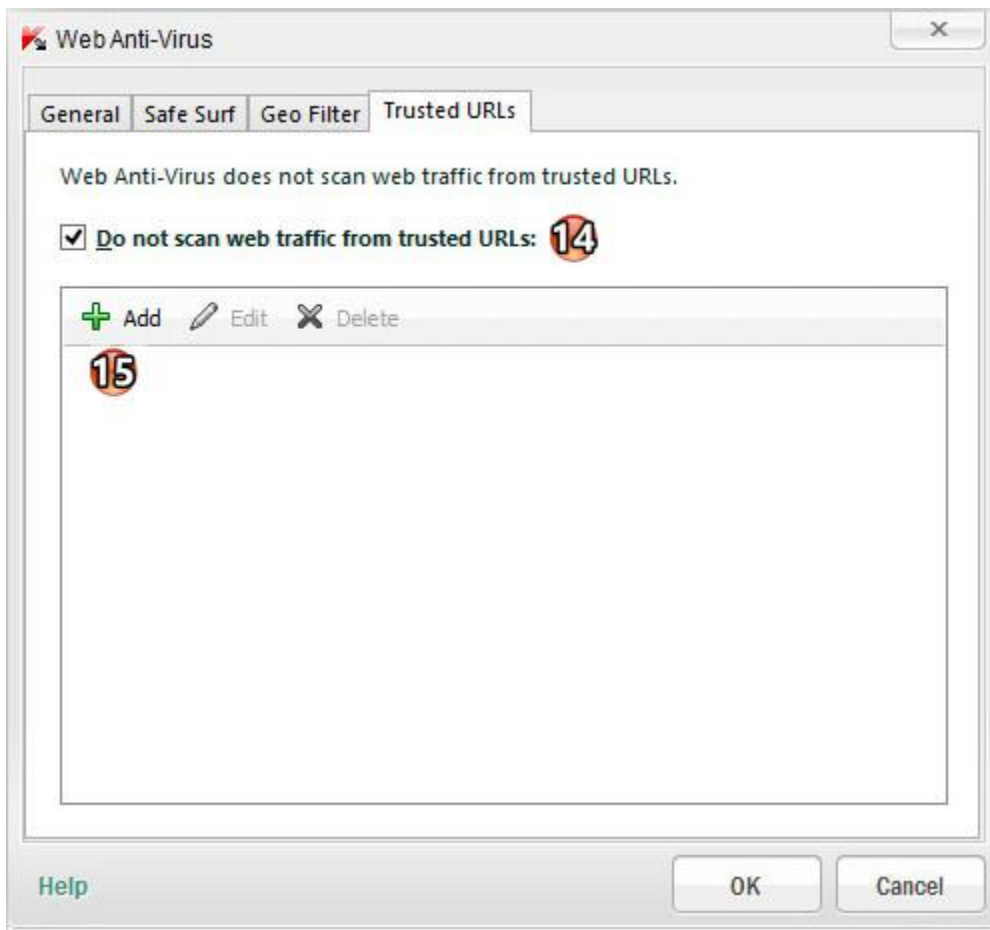 Web Anti-Virus
General Safe Surf Geo Filter Trusted URLs
Web Anti-Virus does not scan web traffic from trusted URLs.
Do not scan web traffic from trusted URLs: 14
Add Edit Delete
15
Help OK Cancel